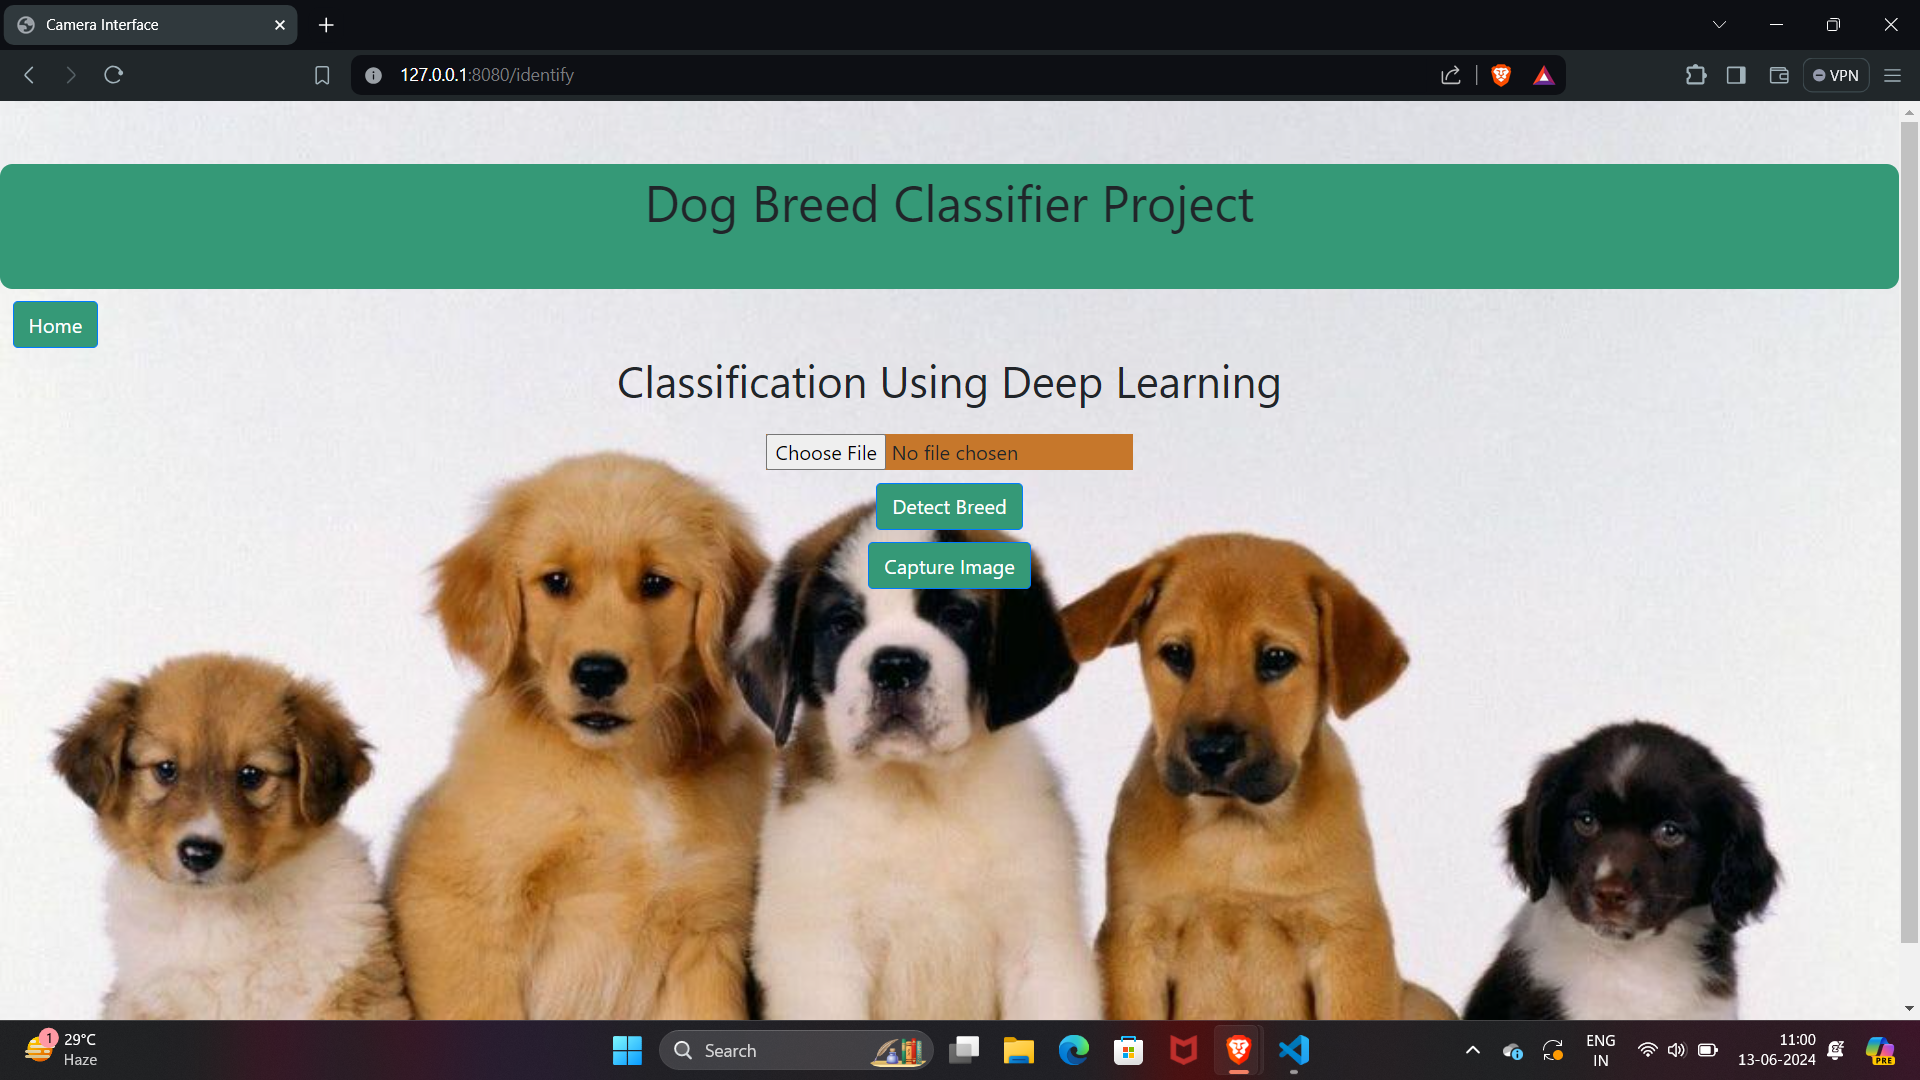 Camera Interface
127.0.0.1:8080/identify
VPN
Dog Breed Classifier Project
Home
Classification Using Deep Learning
Choose File No file chosen
Detect Breed
Capture Image
1
29°C
Haze
Search
ENG
IN
11:00
13-06-2024
PRE